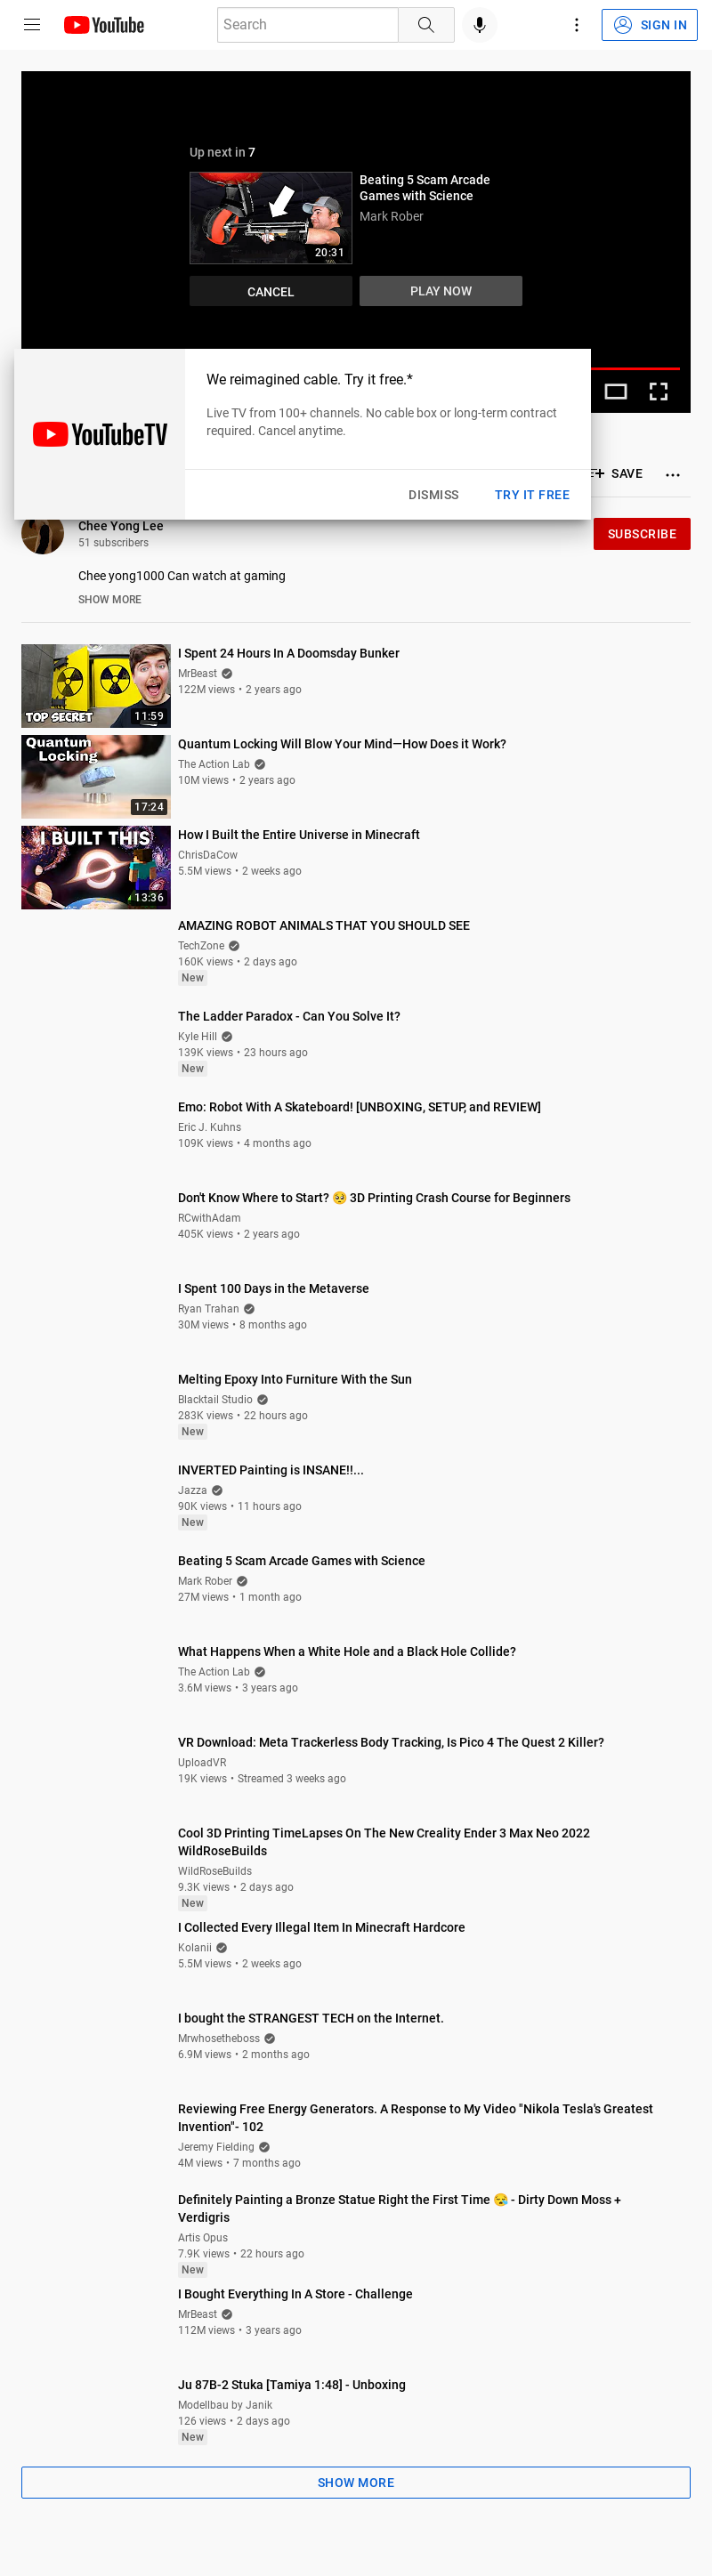 YouTube
Search
SIGN IN
Up next in 7
Beating 5 Scam Arcade
Games with Science
Mark Rober
20:31
CANCEL
PLAY NOW
We reimagined cable. Try it free.*
Live TV from 100+ channels. No cable box or long-term contract
required. Cancel anytime.
YouTubeTV
DISMISS
TRY IT FREE
SAVE
Chee Yong Lee
51 subscribers
SUBSCRIBE
Chee yong1000 Can watch at gaming
SHOW MORE
TOP SECRET
11:59
I Spent 24 Hours In A Doomsday Bunker
MrBeast
122M views • 2 years ago
Quantum
Locking
17:24
Quantum Locking Will Blow Your Mind—How Does it Work?
The Action Lab
10M views • 2 years ago
I BUILT THIS
13:36
How I Built the Entire Universe in Minecraft
ChrisDaCow
5.5M views • 2 weeks ago
AMAZING ROBOT ANIMALS THAT YOU SHOULD SEE
TechZone
160K views • 2 days ago
New
The Ladder Paradox - Can You Solve It?
Kyle Hill
139K views • 23 hours ago
New
Emo: Robot With A Skateboard! [UNBOXING, SETUP, and REVIEW]
Eric J. Kuhns
109K views • 4 months ago
Don't Know Where to Start? 🥺 3D Printing Crash Course for Beginners
RCwithAdam
405K views • 2 years ago
I Spent 100 Days in the Metaverse
Ryan Trahan
30M views • 8 months ago
Melting Epoxy Into Furniture With the Sun
Blacktail Studio
283K views • 22 hours ago
New
INVERTED Painting is INSANE!!...
Jazza
90K views • 11 hours ago
New
Beating 5 Scam Arcade Games with Science
Mark Rober
27M views • 1 month ago
What Happens When a White Hole and a Black Hole Collide?
The Action Lab
3.6M views • 3 years ago
VR Download: Meta Trackerless Body Tracking, Is Pico 4 The Quest 2 Killer?
UploadVR
19K views • Streamed 3 weeks ago
Cool 3D Printing TimeLapses On The New Creality Ender 3 Max Neo 2022
WildRoseBuilds
WildRoseBuilds
9.3K views • 2 days ago
New
I Collected Every Illegal Item In Minecraft Hardcore
Kolanii
5.5M views • 2 weeks ago
I bought the STRANGEST TECH on the Internet.
Mrwhosetheboss
6.9M views • 2 months ago
Reviewing Free Energy Generators. A Response to My Video "Nikola Tesla's Greatest
Invention"- 102
Jeremy Fielding
4M views • 7 months ago
Definitely Painting a Bronze Statue Right the First Time 😪 - Dirty Down Moss +
Verdigris
Artis Opus
7.9K views • 22 hours ago
New
I Bought Everything In A Store - Challenge
MrBeast
112M views • 3 years ago
Ju 87B-2 Stuka [Tamiya 1:48] - Unboxing
Modellbau by Janik
126 views • 2 days ago
New
SHOW MORE